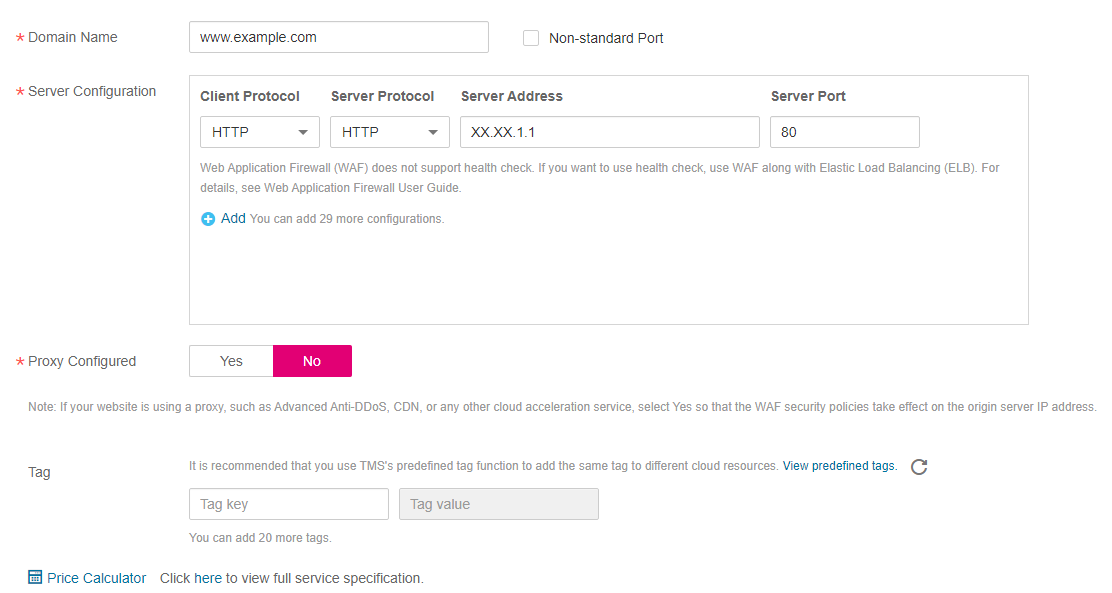 * Domain Name www.example.com Non-standard Port
* Server Configuration
Client Protocol Server Protocol Server Address Server Port
HTTP HTTP XX.XX.1.1 80
Web Application Firewall (WAF) does not support health check. If you want to use health check, use WAF along with Elastic Load Balancing (ELB). For
details, see Web Application Firewall User Guide.
Add You can add 29 more configurations.
* Proxy Configured Yes No
Note: If your website is using a proxy, such as Advanced Anti-DDoS, CDN, or any other cloud acceleration service, select Yes so that the WAF security policies take effect on the origin server IP address.
Tag
It is recommended that you use TMS's predefined tag function to add the same tag to different cloud resources. View predefined tags.
Tag key Tag value
You can add 20 more tags.
Price Calculator Click here to view full service specification.